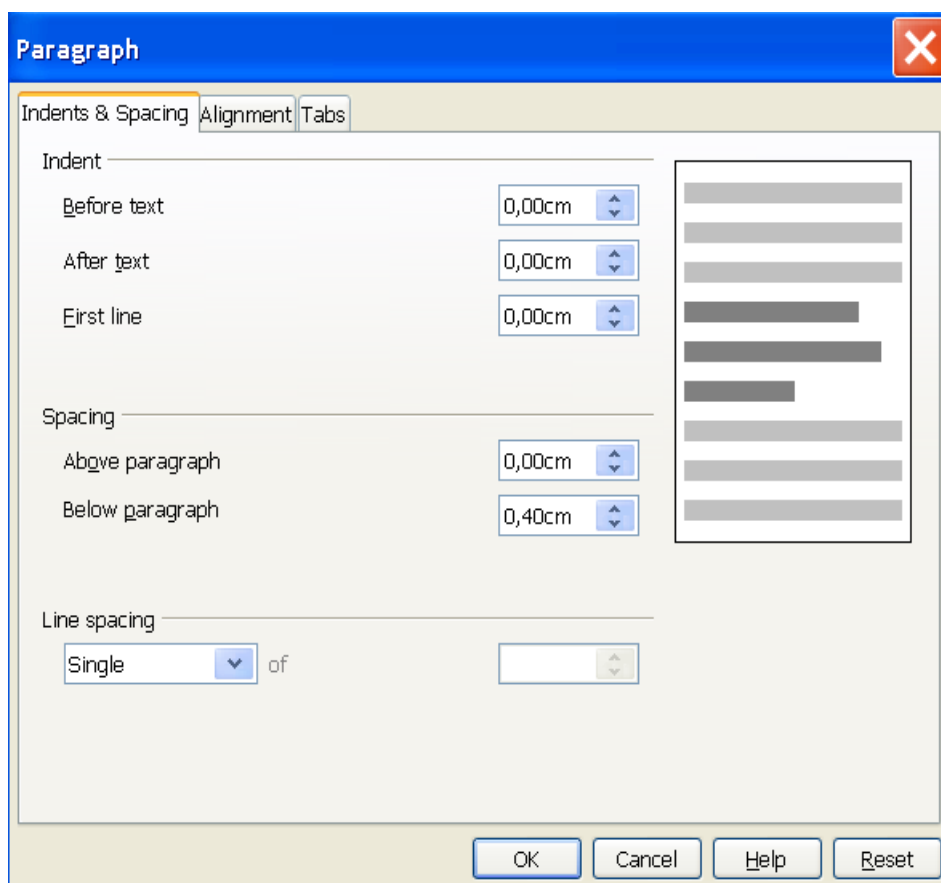 Paragraph
Indents & Spacing Alignment Tabs
Indent
Before text 0,00cm
After text 0,00cm
First line 0,00cm
Spacing
Above paragraph 0,00cm
Below paragraph 0,40cm
Line spacing
Single of
OK Cancel Help Reset